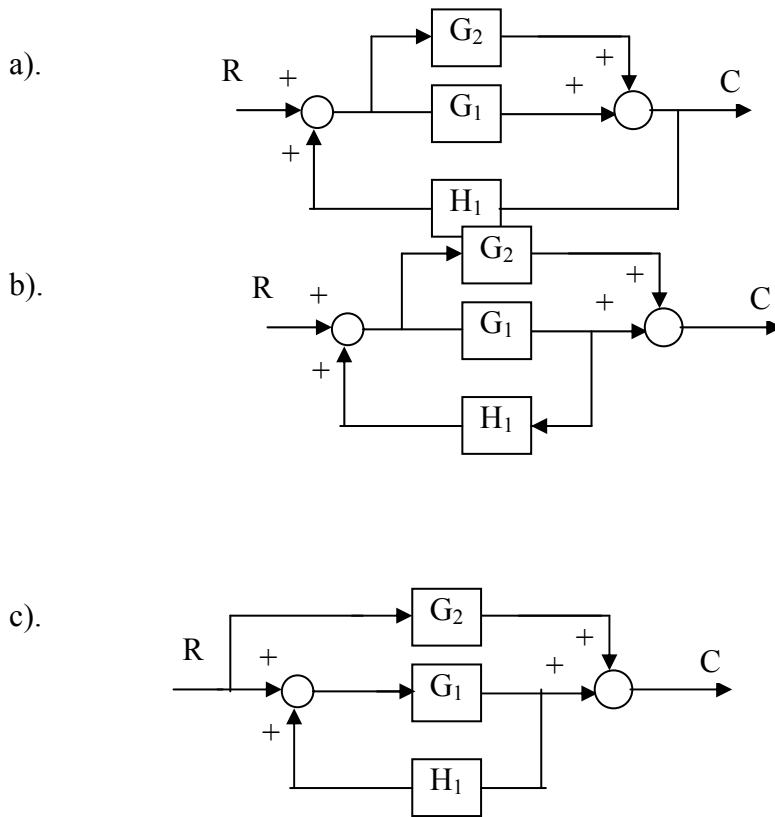 a).
G₂
R + + C
+ G₁
+
H₁
b).
G₂
R + + C
+ G₁
+
H₁
c).
G₂
R + + C
+ G₁
+
H₁